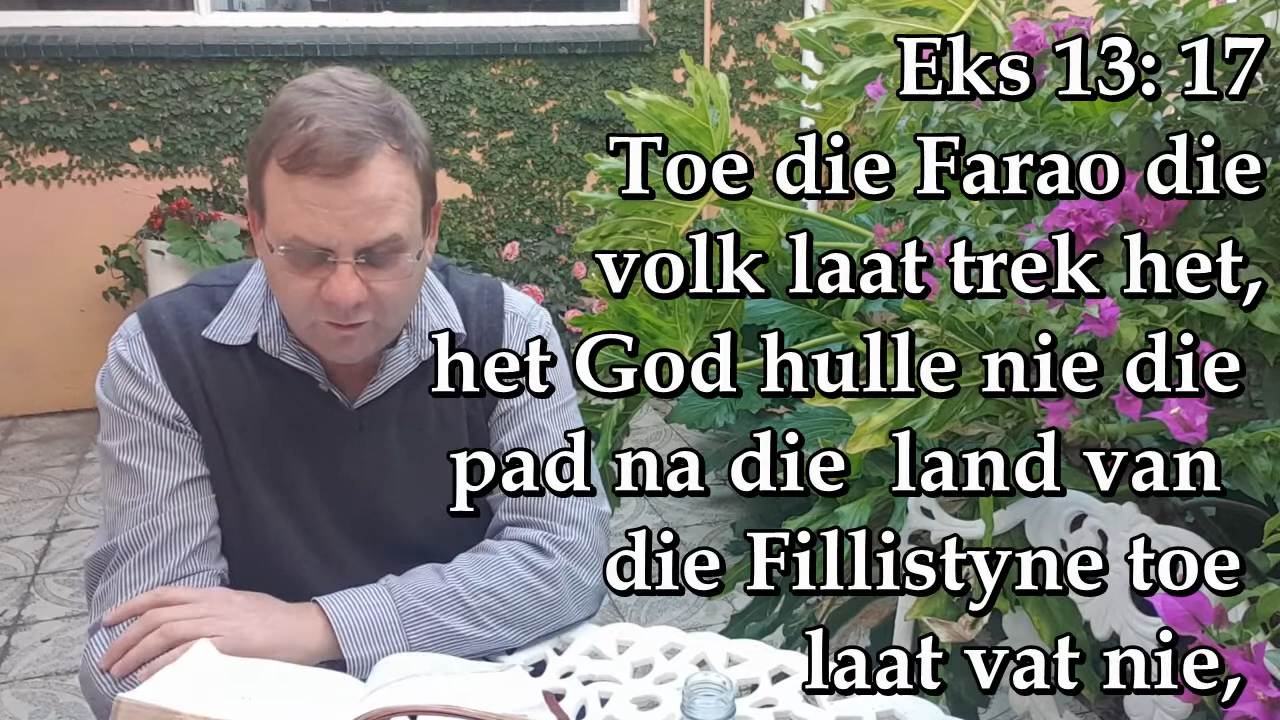 Eks 13: 17
Toe die Farao die
volk laat trek het,
het God hulle nie die
pad na die land van
die Fillistyne toe
laat vat nie,